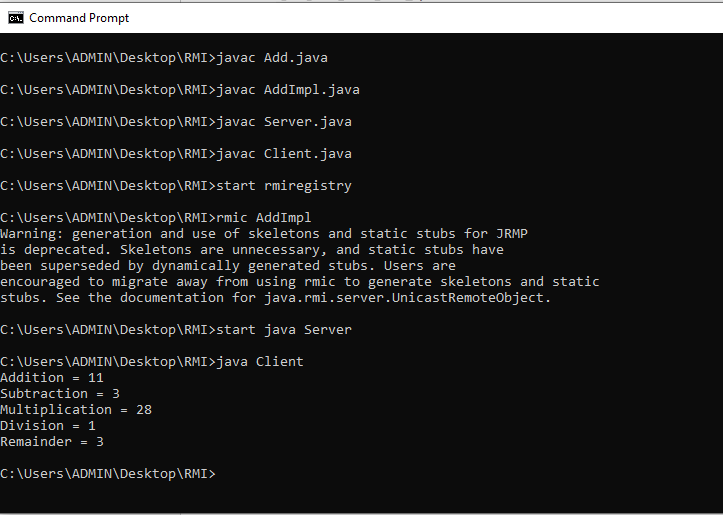 Command Prompt
C:\Users\ADMIN\Desktop\RMI>javac Add.java
C:\Users\ADMIN\Desktop\RMI>javac AddImpl.java
C:\Users\ADMIN\Desktop\RMI>javac Server.java
C:\Users\ADMIN\Desktop\RMI>javac Client.java
C:\Users\ADMIN\Desktop\RMI>start rmiregistry
C:\Users\ADMIN\Desktop\RMI>rmic AddImpl
Warning: generation and use of skeletons and static stubs for JRMP
is deprecated. Skeletons are unnecessary, and static stubs have
been superseded by dynamically generated stubs. Users are
encouraged to migrate away from using rmic to generate skeletons and static
stubs. See the documentation for java.rmi.server.UnicastRemoteObject.
C:\Users\ADMIN\Desktop\RMI>start java Server
C:\Users\ADMIN\Desktop\RMI>java Client
Addition = 11
Subtraction = 3
Multiplication = 28
Division = 1
Remainder = 3
C:\Users\ADMIN\Desktop\RMI>